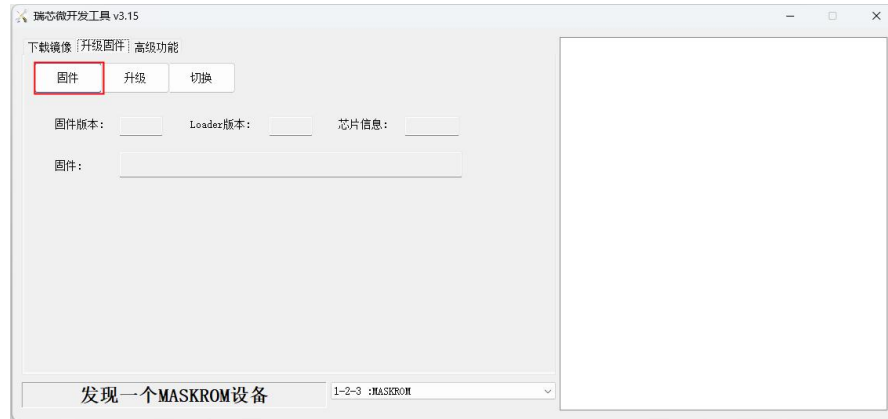 瑞芯微开发工具 v3.15
下载镜像 升级固件 高级功能
固件 升级 切换
固件版本: Loader版本: 芯片信息:
固件:
发现一个MASKROM设备 1-2-3 :MASKROM